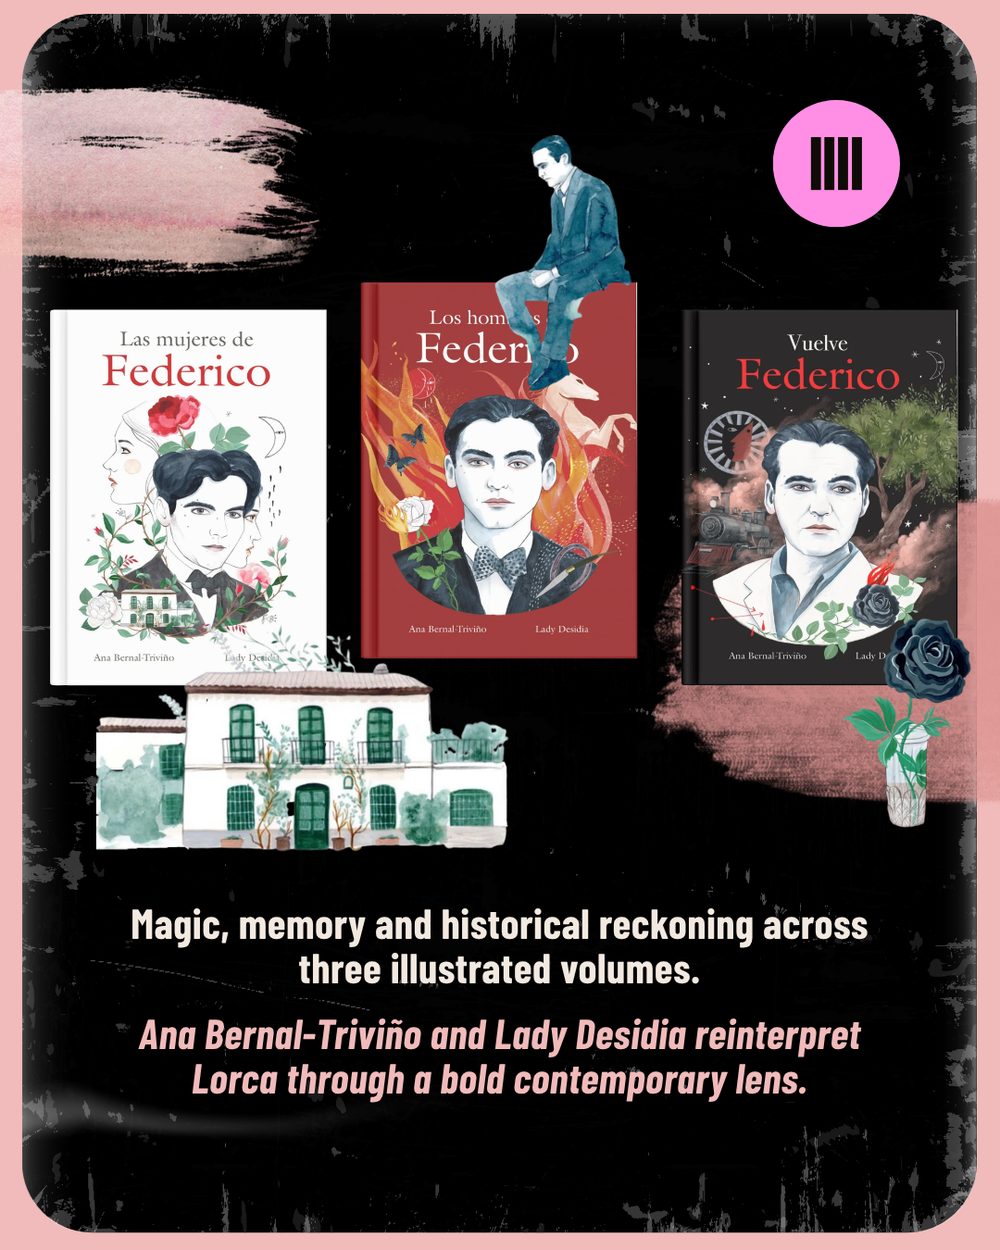 Las mujeres de
Federico
Ana Bernal-Triviño
Lady Desidia
Los
Federico
Ana Bernal-Triviño
Lady Desidia
Vuelve
Federico
Ana Bernal-Triviño
Lady
Magic, memory and historical reckoning across
three illustrated volumes.
Ana Bernal-Triviño and Lady Desidia reinterpret
Lorca through a bold contemporary lens.